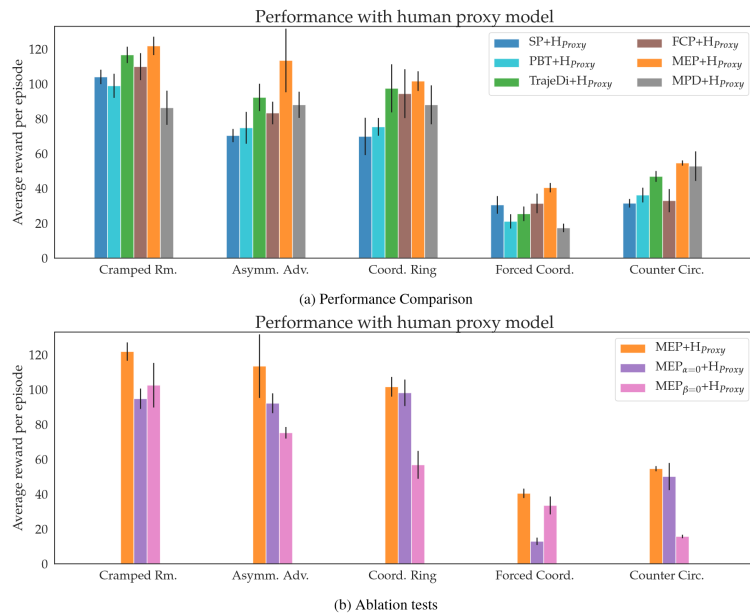 Performance with human proxy model
Average reward per episode
120
100
80
60
40
20
0
SP+H_Proxy
PBT+H_Proxy
TrajeDi+H_Proxy
FCP+H_Proxy
MEP+H_Proxy
MPD+H_Proxy
Cramped Rm.
Asymm. Adv.
Coord. Ring
Forced Coord.
Counter Circ.
(a) Performance Comparison
Performance with human proxy model
Average reward per episode
120
100
80
60
40
20
0
MEP+H_Proxy
MEP_α=0+H_Proxy
MEP_β=0+H_Proxy
Cramped Rm.
Asymm. Adv.
Coord. Ring
Forced Coord.
Counter Circ.
(b) Ablation tests